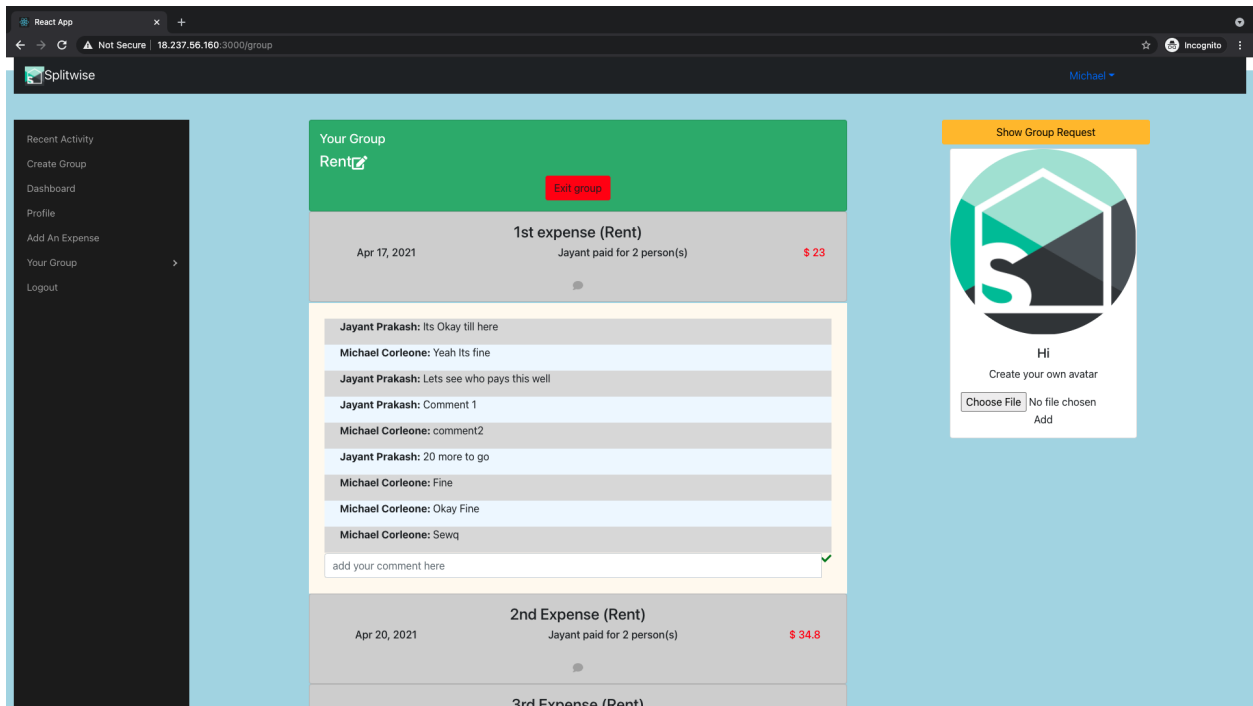 React App
Not Secure | 18.237.56.160:3000/group
Incognito
Splitwise
Michael
Recent Activity
Create Group
Dashboard
Profile
Add An Expense
Your Group
Logout
Your Group
Rent
Exit group
1st expense (Rent)
Apr 17, 2021 Jayant paid for 2 person(s) $ 23
Jayant Prakash: Its Okay till here
Michael Corleone: Yeah Its fine
Jayant Prakash: Lets see who pays this well
Jayant Prakash: Comment 1
Michael Corleone: comment2
Jayant Prakash: 20 more to go
Michael Corleone: Fine
Michael Corleone: Okay Fine
Michael Corleone: Sewq
add your comment here
2nd Expense (Rent)
Apr 20, 2021 Jayant paid for 2 person(s) $ 34.8
3rd Expense (Rent)
Show Group Request
S
Hi
Create your own avatar
Choose File No file chosen
Add